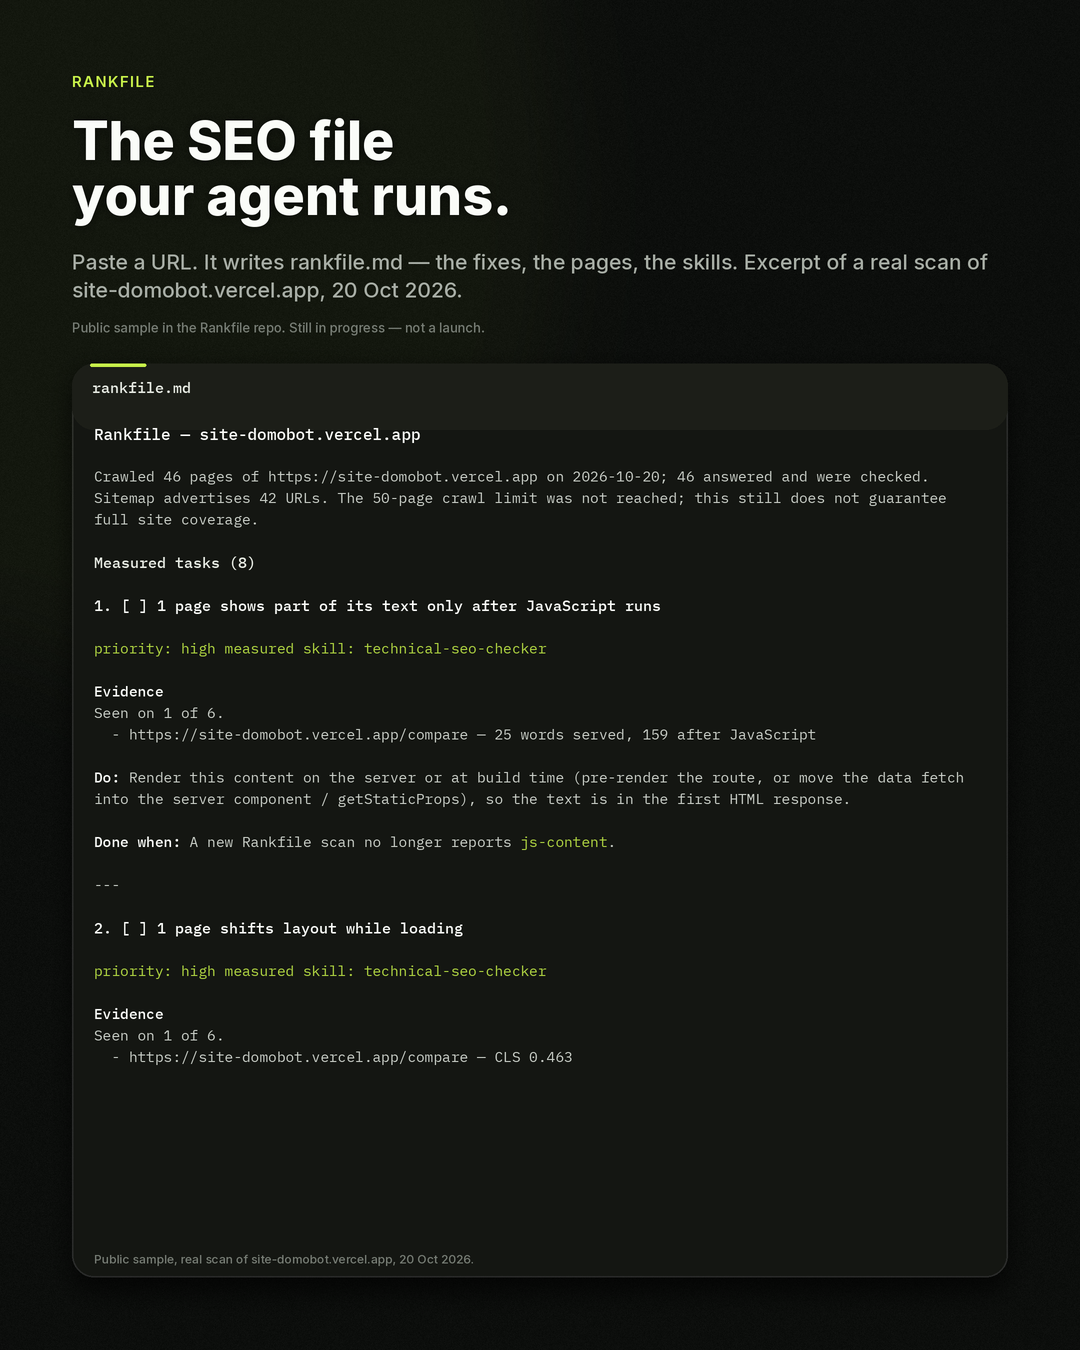 RANKFILE
The SEO file
your agent runs.
Paste a URL. It writes rankfile.md — the fixes, the pages, the skills. Excerpt of a real scan of
site-domobot.vercel.app, 20 Oct 2026.
Public sample in the Rankfile repo. Still in progress — not a launch.
rankfile.md
Rankfile — site-domobot.vercel.app
Crawled 46 pages of https://site-domobot.vercel.app on 2026-10-20; 46 answered and were checked.
Sitemap advertises 42 URLs. The 50-page crawl limit was not reached; this still does not guarantee
full site coverage.
Measured tasks (8)
1. [ ] 1 page shows part of its text only after JavaScript runs
priority: high measured skill: technical-seo-checker
Evidence
Seen on 1 of 6.
- https://site-domobot.vercel.app/compare — 25 words served, 159 after JavaScript
Do: Render this content on the server or at build time (pre-render the route, or move the data fetch
into the server component / getStaticProps), so the text is in the first HTML response.
Done when: A new Rankfile scan no longer reports js-content.
---
2. [ ] 1 page shifts layout while loading
priority: high measured skill: technical-seo-checker
Evidence
Seen on 1 of 6.
- https://site-domobot.vercel.app/compare — CLS 0.463
Public sample, real scan of site-domobot.vercel.app, 20 Oct 2026.